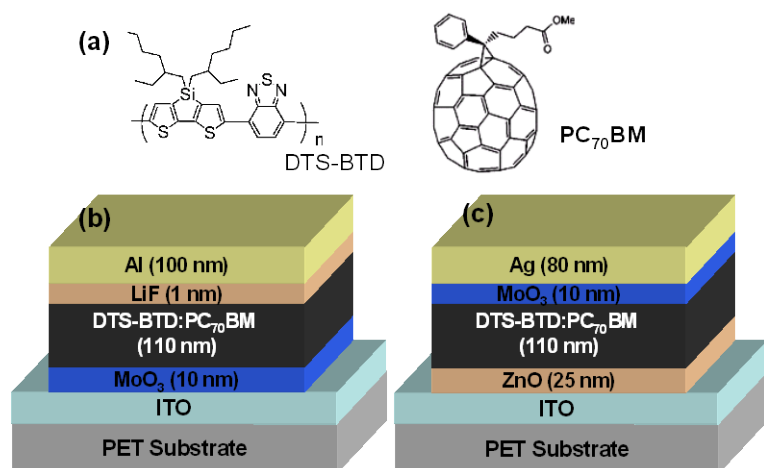 (a)
Si
S
S
N
S
N
n
DTS-BTD
OMe
O
PC₇₀BM
(b)
Al (100 nm)
LiF (1 nm)
DTS-BTD:PC₇₀BM
(110 nm)
MoO₃ (10 nm)
ITO
PET Substrate
(c)
Ag (80 nm)
MoO₃ (10 nm)
DTS-BTD:PC₇₀BM
(110 nm)
ZnO (25 nm)
ITO
PET Substrate